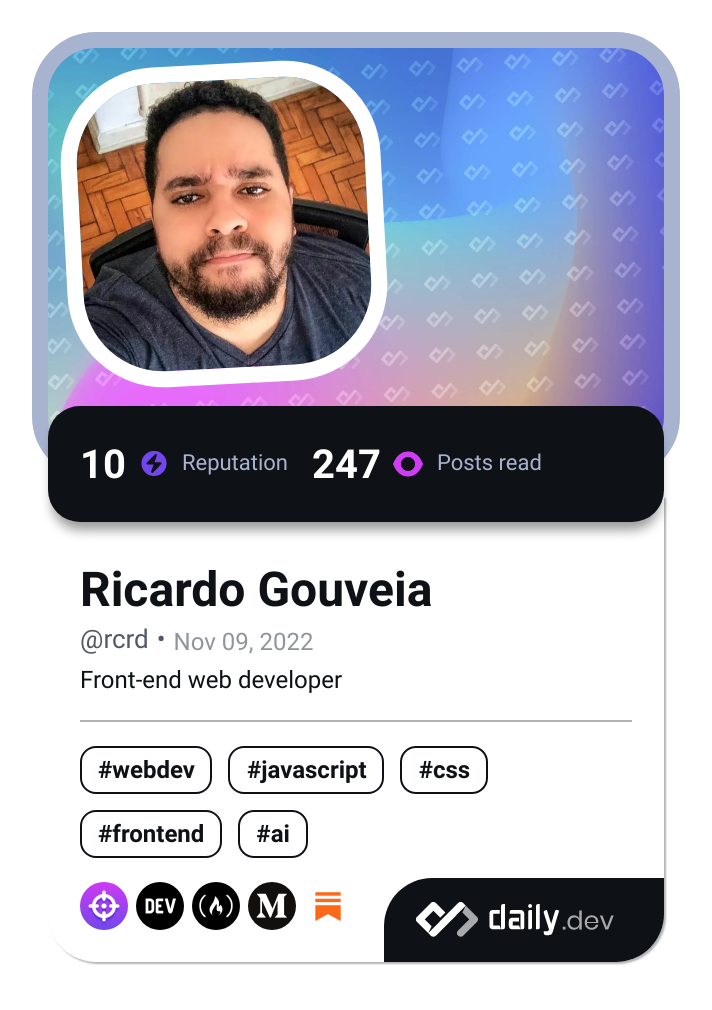 10 Reputation 247 Posts read
Ricardo Gouveia
@rcrd • Nov 09, 2022
Front-end web developer
#webdev #javascript #css
#frontend #ai
DEV M daily.dev